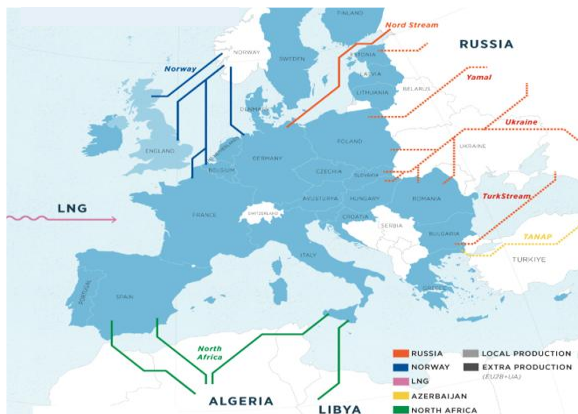 FINLAND
Nord Stream
NORWAY
RUSSIA
SWEDEN
ESTONIA
Norway
LATVIA
Yamal
LITHUANIA
DENMARK
BELARUS
Ukraine
ENGLAND
POLAND
GERMANY
BELGIUM
UKRAINE
CZECHIA
SLOVAKIA
TurkStream
LNG
HUNGARY
FRANCE
SWITZERLAND
ROMANIA
CROATIA
SERBIA
TANAP
ITALY
BULGARIA
PORTUGAL
SPAIN
TURKIYE
GREECE
North
Africa
RUSSIA
LOCAL PRODUCTION
NORWAY
EXTRA PRODUCTION
(EU28+UA)
LNG
ALGERIA
AZERBAIJAN
LIBYA
NORTH AFRICA